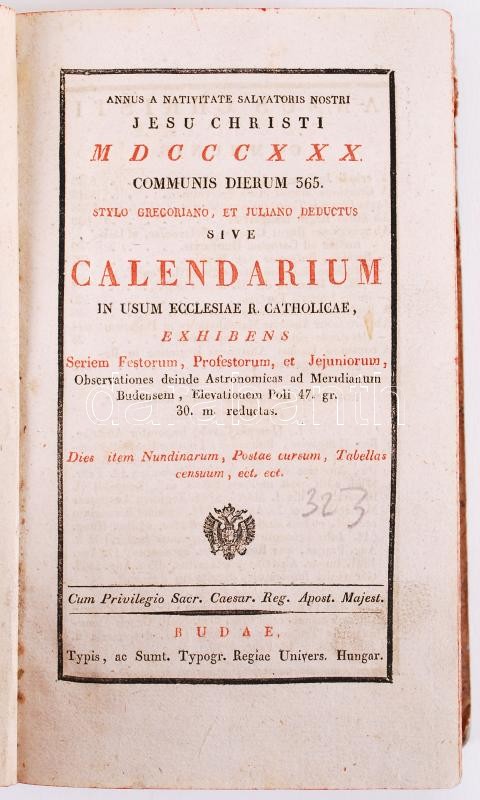 ANNUS A NATIVITATE SALVATORIS NOSTRI
JESU CHRISTI
MDCCCXXX.
COMMUNIS DIERUM 365.
STYLO GREGORIANO, ET JULIANO DEDUCTUS
SIVE
CALENDARIUM
IN USUM ECCLESIAE R. CATHOLICAE,
EXHIBENS
Seriem Festorum, Profestorum, et Jejuniorum,
Observationes deinde Astronomicas ad Meridianum
Budensem, Elevationem Poli 47. gr.
30. m. reductas.
Dies item Nundinarum, Postae cursum, Tabellas
censuum, ect. ect.
323
Cum Privilegio Sacr. Caesar. Reg. Apost. Majest.
BUDAE,
Typis, ac Sumt. Typogr. Regiae Univers. Hungar.